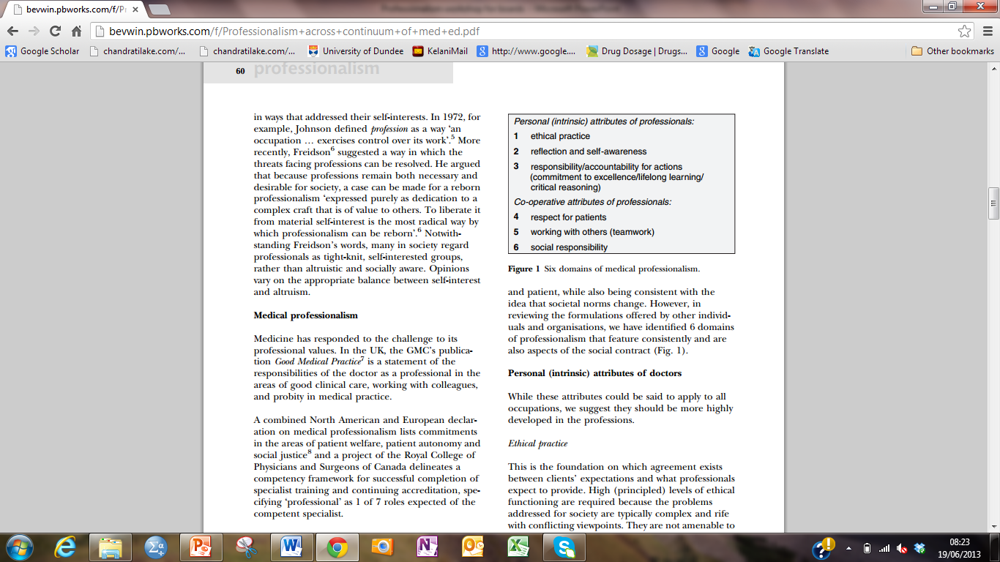 bevwin.pbworks.com/f/Pr
bevwin.pbworks.com/f/Professionalism+across+continuum+of+med+ed.pdf
Google Scholar
chandratilake.com/...
chandratilake.com/...
University of Dundee
KelaniMail
http://www.google....
Drug Dosage | Drugs...
Google
Google Translate
Other bookmarks
60 professionalism
in ways that addressed their self-interests. In 1972, for
example, Johnson defined profession as a way ‘an
occupation … exercises control over its work’.5 More
recently, Freidson6 suggested a way in which the
threats facing professions can be resolved. He argued
that because professions remain both necessary and
desirable for society, a case can be made for a reborn
professionalism ‘expressed purely as dedication to a
complex craft that is of value to others. To liberate it
from material self-interest is the most radical way by
which professionalism can be reborn’.6 Notwith-
standing Freidson’s words, many in society regard
professionals as tight-knit, self-interested groups,
rather than altruistic and socially aware. Opinions
vary on the appropriate balance between self-interest
and altruism.
Medical professionalism
Medicine has responded to the challenge to its
professional values. In the UK, the GMC’s publica-
tion Good Medical Practice7 is a statement of the
responsibilities of the doctor as a professional in the
areas of good clinical care, working with colleagues,
and probity in medical practice.
A combined North American and European declar-
ation on medical professionalism lists commitments
in the areas of patient welfare, patient autonomy and
social justice8 and a project of the Royal College of
Physicians and Surgeons of Canada delineates a
competency framework for successful completion of
specialist training and continuing accreditation, spe-
cifying ‘professional’ as 1 of 7 roles expected of the
competent specialist.
Personal (intrinsic) attributes of professionals:
1 ethical practice
2 reflection and self-awareness
3 responsibility/accountability for actions
(commitment to excellence/lifelong learning/
critical reasoning)
Co-operative attributes of professionals:
4 respect for patients
5 working with others (teamwork)
6 social responsibility
Figure 1 Six domains of medical professionalism.
and patient, while also being consistent with the
idea that societal norms change. However, in
reviewing the formulations offered by other individ-
uals and organisations, we have identified 6 domains
of professionalism that feature consistently and are
also aspects of the social contract (Fig. 1).
Personal (intrinsic) attributes of doctors
While these attributes could be said to apply to all
occupations, we suggest they should be more highly
developed in the professions.
Ethical practice
This is the foundation on which agreement exists
between clients’ expectations and what professionals
expect to provide. High (principled) levels of ethical
functioning are required because the problems
addressed for society are typically complex and rife
with conflicting viewpoints. They are not amenable to
08:23
19/06/2013